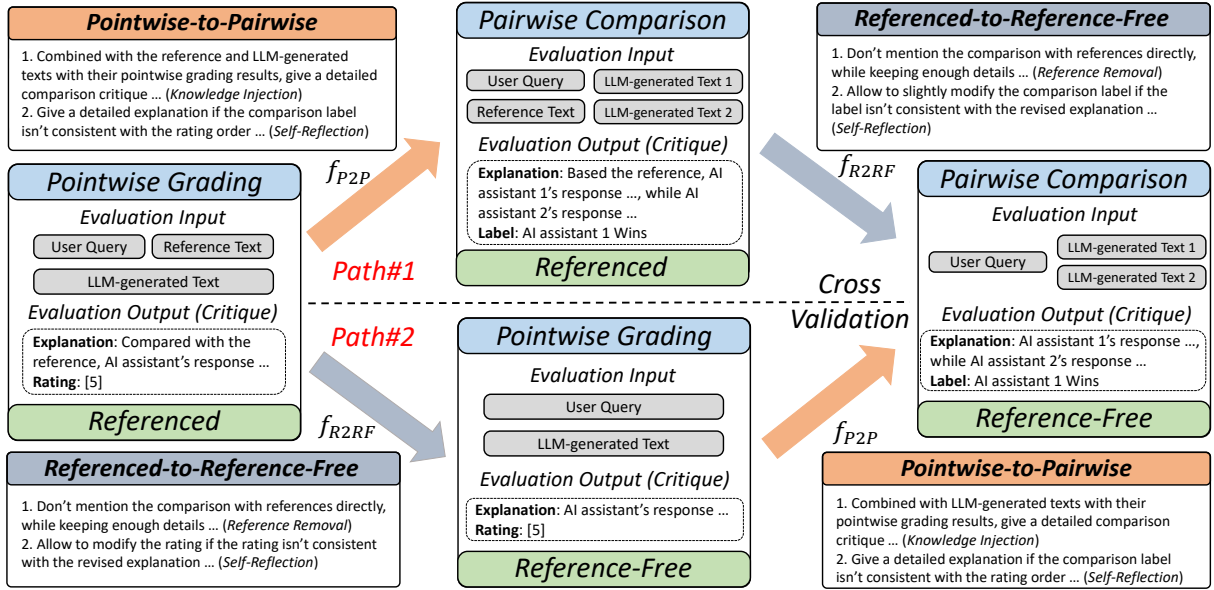 Pointwise-to-Pairwise
1. Combined with the reference and LLM-generated
texts with their pointwise grading results, give a detailed
comparison critique … (Knowledge Injection)
2. Give a detailed explanation if the comparison label
isn't consistent with the rating order … (Self-Reflection)
f_{P2P}
Pairwise Comparison
Evaluation Input
User Query
LLM-generated Text 1
Reference Text
LLM-generated Text 2
Evaluation Output (Critique)
Explanation: Based the reference, AI
assistant 1's response …, while AI
assistant 2's response …
Label: AI assistant 1 Wins
Referenced
Referenced-to-Reference-Free
1. Don't mention the comparison with references directly,
while keeping enough details … (Reference Removal)
2. Allow to slightly modify the comparison label if the
label isn't consistent with the revised explanation …
(Self-Reflection)
f_{R2RF}
Pointwise Grading
Evaluation Input
User Query
Reference Text
LLM-generated Text
Evaluation Output (Critique)
Explanation: Compared with the
reference, AI assistant's response …
Rating: [5]
Referenced
Path#1
Path#2
Cross
Validation
f_{R2RF}
Referenced-to-Reference-Free
1. Don't mention the comparison with references directly,
while keeping enough details … (Reference Removal)
2. Allow to modify the rating if the rating isn't consistent
with the revised explanation … (Self-Reflection)
Pointwise Grading
Evaluation Input
User Query
LLM-generated Text
Evaluation Output (Critique)
Explanation: AI assistant's response …
Rating: [5]
Reference-Free
f_{P2P}
Pairwise Comparison
Evaluation Input
User Query
LLM-generated Text 1
LLM-generated Text 2
Evaluation Output (Critique)
Explanation: AI assistant 1's response …,
while AI assistant 2's response …
Label: AI assistant 1 Wins
Reference-Free
Pointwise-to-Pairwise
1. Combined with LLM-generated texts with their
pointwise grading results, give a detailed comparison
critique … (Knowledge Injection)
2. Give a detailed explanation if the comparison label
isn't consistent with the rating order … (Self-Reflection)